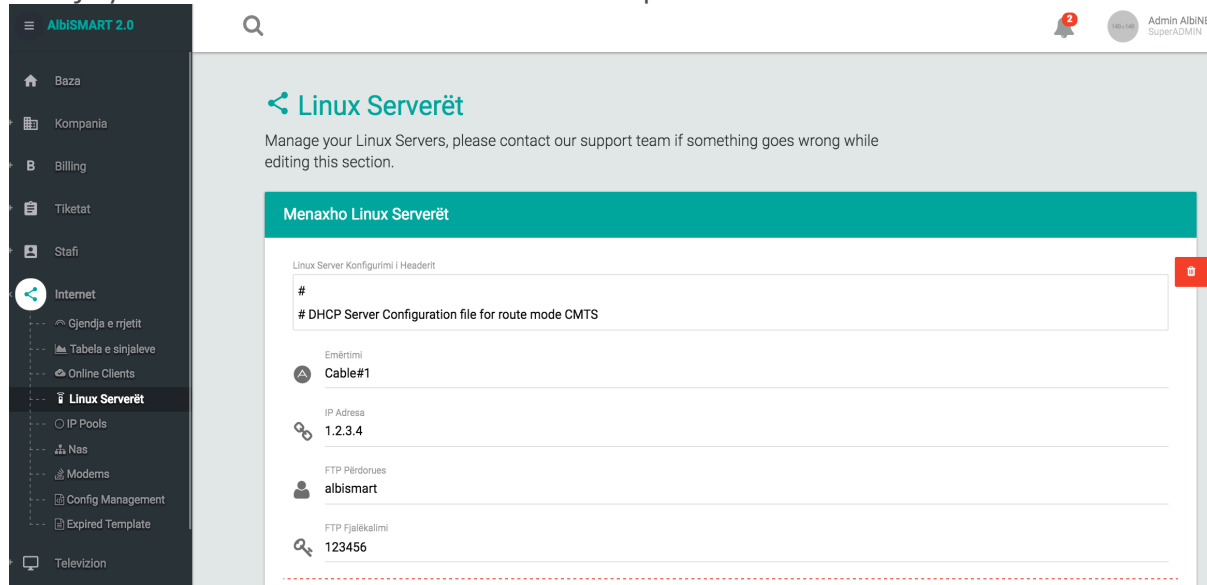 AlbiSMART 2.0
2
Admin AlbiNE
SuperADMIN
Baza
Kompania
B Billing
Tiketat
Stafi
Internet
Gjendja e rrjetit
Tabela e sinjaleve
Online Clients
Linux Serverët
IP Pools
Nas
Modems
Config Management
Expired Template
Televizion
Linux Serverët
Manage your Linux Servers, please contact our support team if something goes wrong while
editing this section.
Menaxho Linux Serverët
Linux Server Konfigurimi i Headerit
#
# DHCP Server Configuration file for route mode CMTS
Emërtimi
Cable#1
IP Adresa
1.2.3.4
FTP Përdorues
albismart
FTP Fjalëkalimi
123456